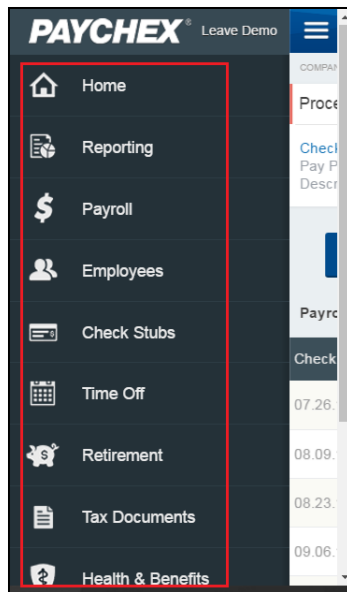 PAYCHEX® Leave Demo
COMPAN
Proce
Home
Check
Pay P
Descr
Reporting
Payroll
Employees
Payro
Check Stubs
Check
Time Off
07.26.
Retirement
08.09.
08.23.
Tax Documents
09.06.
Health & Benefits